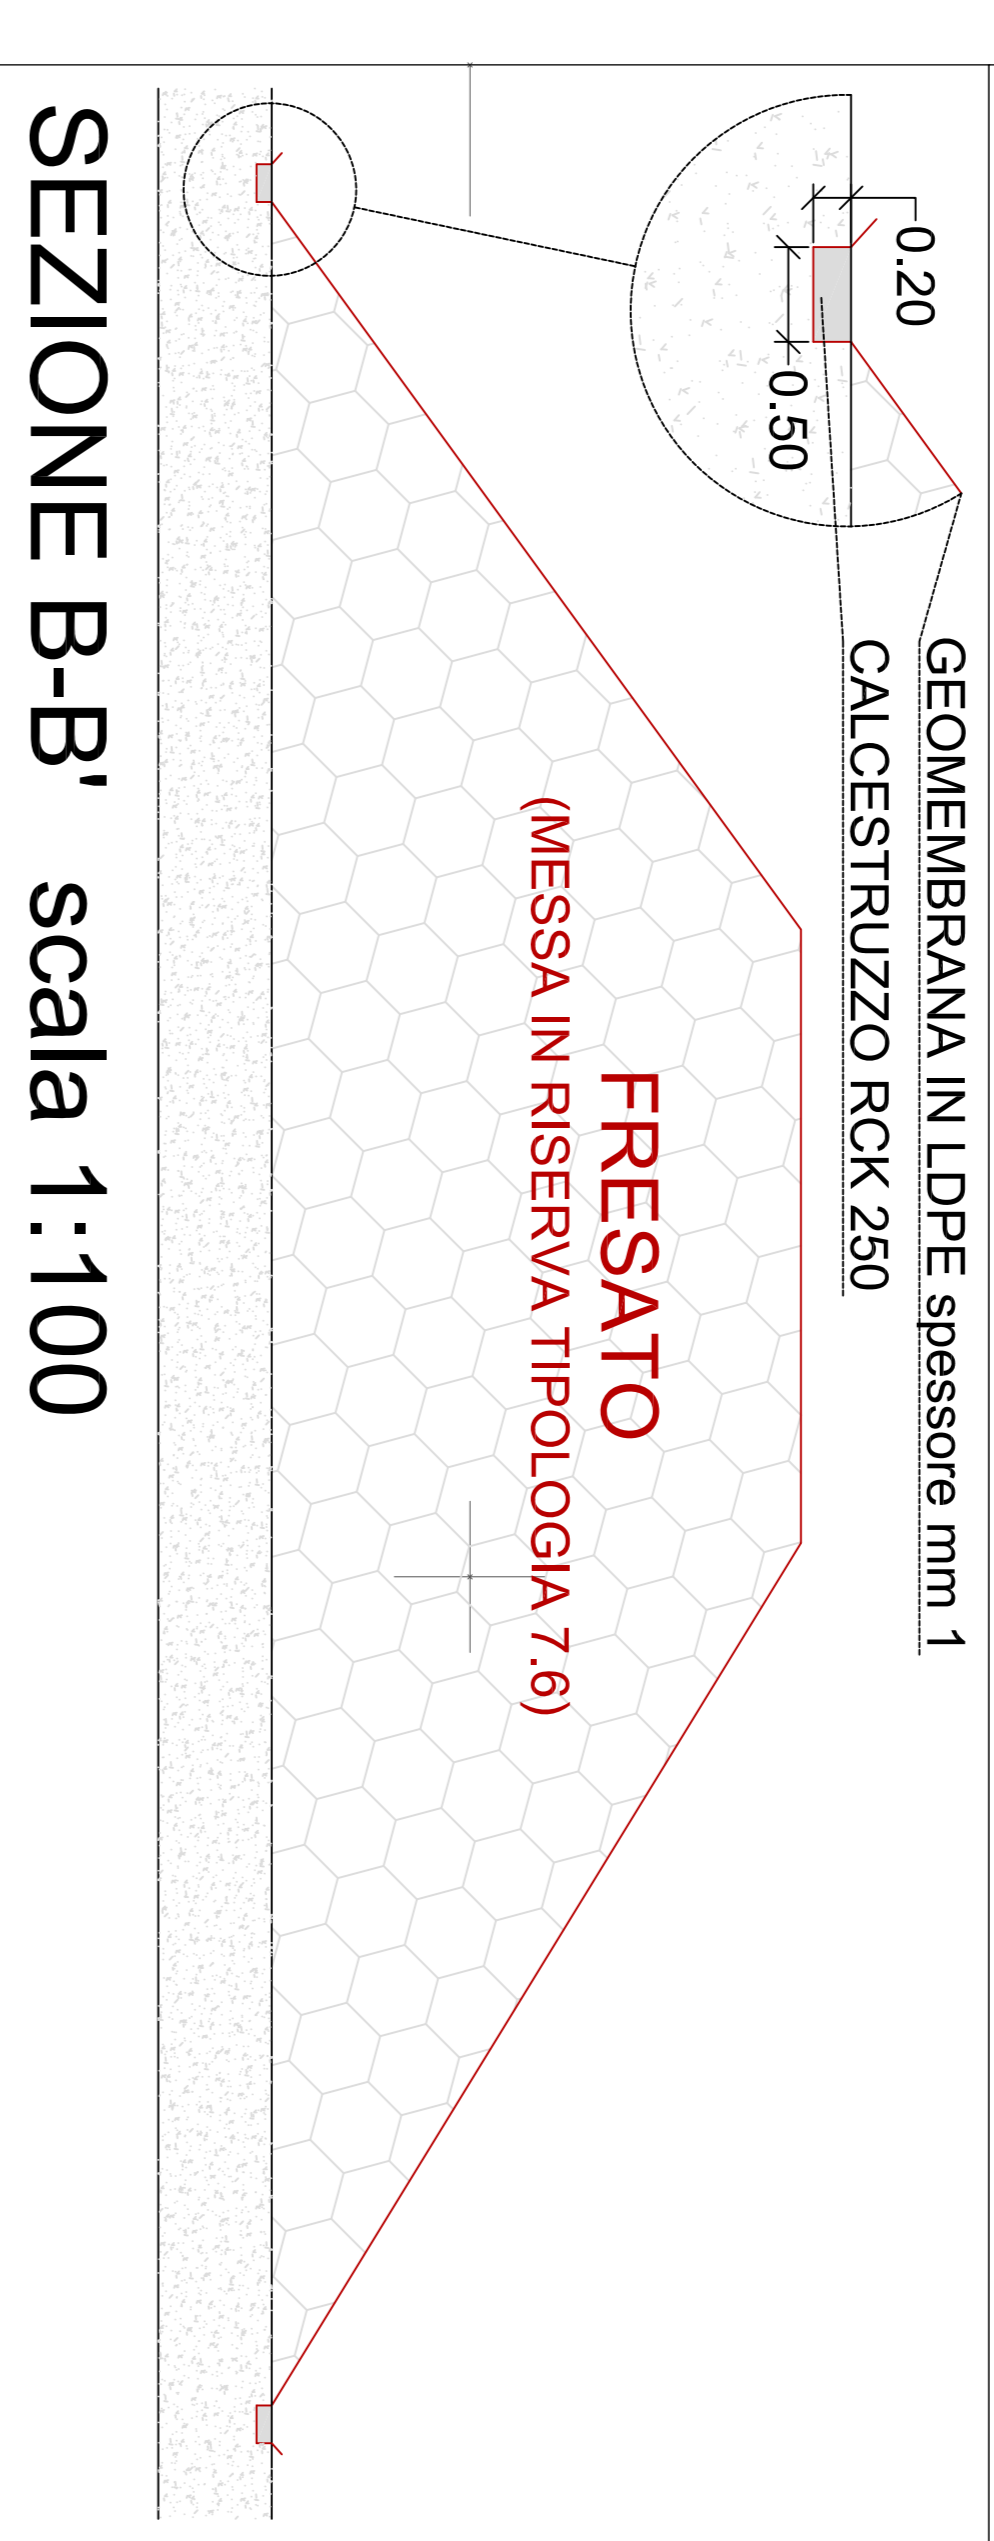 0.20
0.50
GEOMEMBRANA IN LDPE spessore mm 1
CALCESTRUZZO RCK 250
FRESATO
(MESSA IN RISERVA TIPOLOGIA 7.6)
SEZIONE B-B' scala 1:100